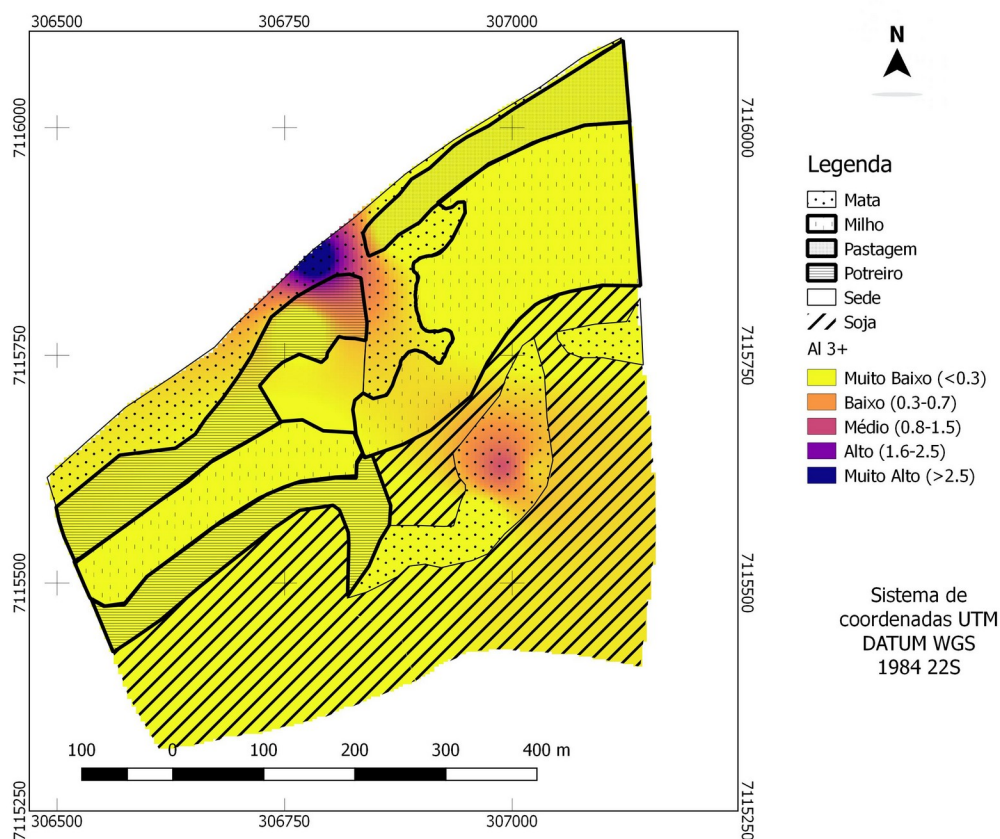 306500 306750 307000
7116000
7115750
7115500
7115250
7116000
7115750
7115500
7115250
306500 306750 307000
100 0 100 200 300 400 m
N
Legenda
Mata
Milho
Pastagem
Potreiro
Sede
Soja
Al 3+
Muito Baixo (<0.3)
Baixo (0.3-0.7)
Médio (0.8-1.5)
Alto (1.6-2.5)
Muito Alto (>2.5)
Sistema de
coordenadas UTM
DATUM WGS
1984 22S